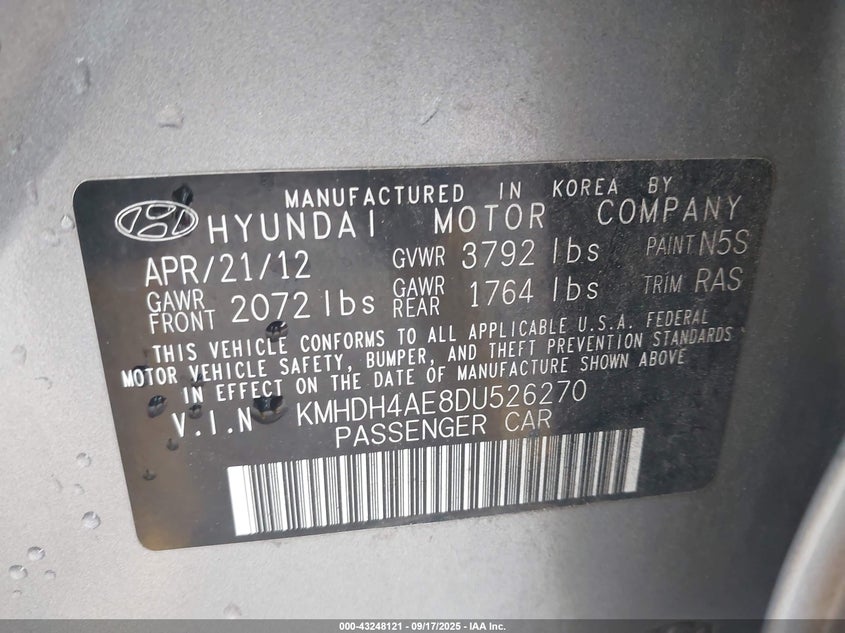 MANUFACTURED IN KOREA BY
HYUNDAI MOTOR COMPANY
APR/21/12 GVWR 3792 lbs PAINT N5S
GAWR FRONT 2072 lbs GAWR REAR 1764 lbs TRIM RAS
THIS VEHICLE CONFORMS TO ALL APPLICABLE U.S.A. FEDERAL
MOTOR VEHICLE SAFETY, BUMPER, AND THEFT PREVENTION STANDARDS
IN EFFECT ON THE DATE OF MANUFACTURE SHOWN ABOVE
V.I.N KMHDH4AE8DU526270
PASSENGER CAR
000-43248121 - 09/17/2025 - IAA Inc.